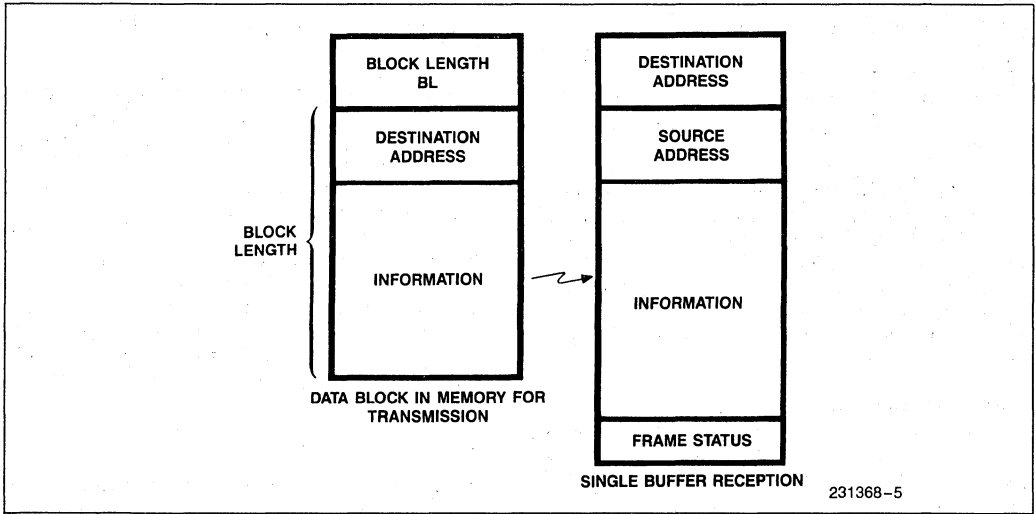 BLOCK LENGTH
BL
DESTINATION
ADDRESS
BLOCK
LENGTH
INFORMATION
DATA BLOCK IN MEMORY FOR
TRANSMISSION
DESTINATION
ADDRESS
SOURCE
ADDRESS
INFORMATION
FRAME STATUS
SINGLE BUFFER RECEPTION
231368–5